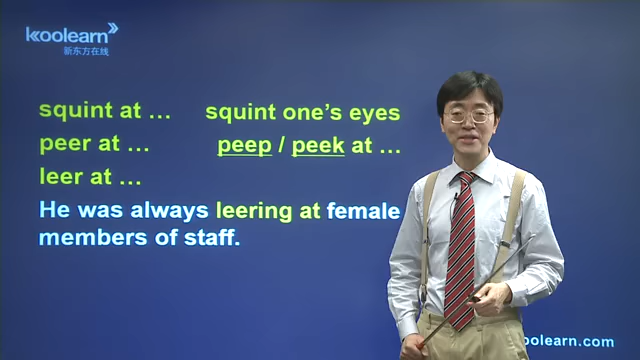 koolearn
新东方在线
squint at … squint one's eyes
peer at … peep / peek at …
leer at …
He was always leering at female
members of staff.
oolearn.com